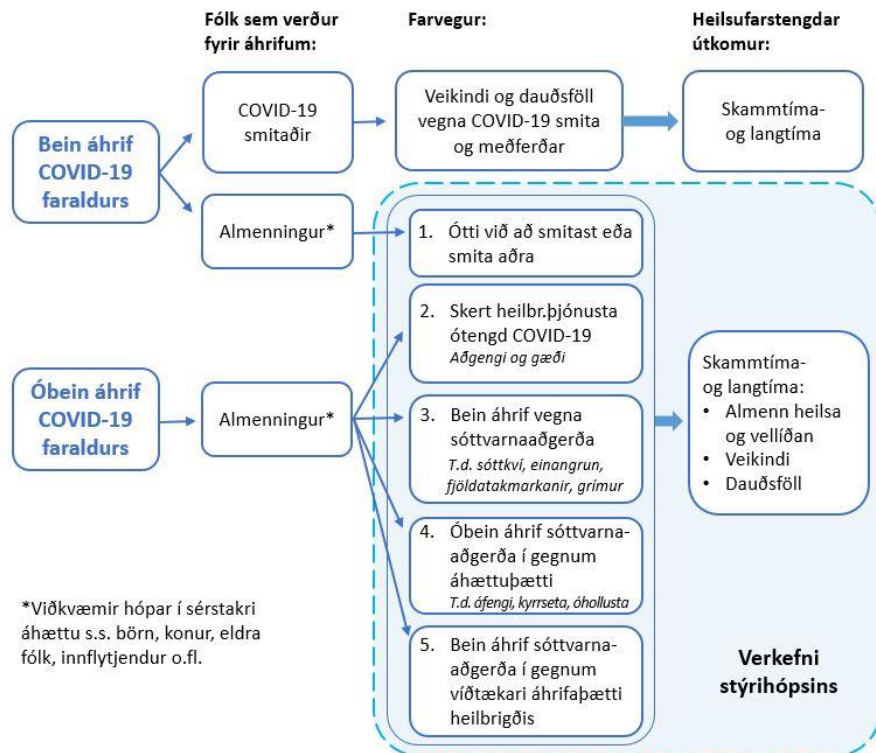 Fólk sem verður
fyrir áhrifum:
Farvegur:
Heilsufarstengdar
útkomur:
Bein áhrif
COVID-19
faraldurs
COVID-19
smitaðir
Veikindi og dauðsföll
vegna COVID-19 smita
og meðferðar
Skammtíma-
og langtíma
Almenningur*
1. Ótti við að smitast eða
smita aðra
2. Skert heilbr.þjónusta
ótengd COVID-19
Aðgengi og gæði
Óbein áhrif
COVID-19
faraldurs
Almenningur*
3. Bein áhrif vegna
sóttvarnaaðgerða
T.d. sóttkví, einangrun,
fjöldatakmarkanir, grímur
4. Óbein áhrif sóttvarna-
aðgerða í gegnum
áhættuþætti
T.d. áfengi, kyrrseta, óhollusta
5. Bein áhrif sóttvarna-
aðgerða í gegnum
víðtækari áhrifaþætti
heilbrigðis
Skammtíma-
og langtíma:
• Almenn heilsa
og vellíðan
• Veikindi
• Dauðsföll
*Viðkvæmir hópar í sérstakri
áhættu s.s. börn, konur, eldra
fólk, innflytjendur o.fl.
Verkefni
stýrihópsins